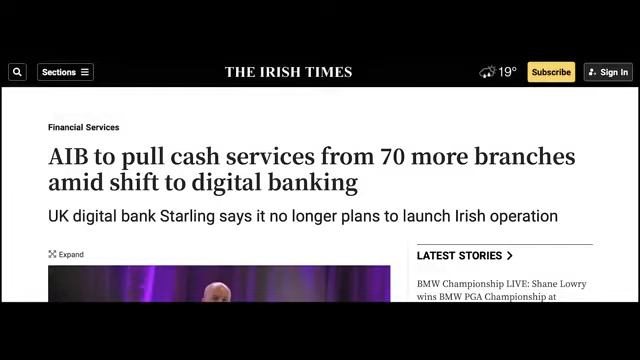 Sections
THE IRISH TIMES
19°
Subscribe
Sign In
Financial Services
AIB to pull cash services from 70 more branches
amid shift to digital banking
UK digital bank Starling says it no longer plans to launch Irish operation
Expand
LATEST STORIES
BMW Championship LIVE: Shane Lowry
wins BMW PGA Championship at